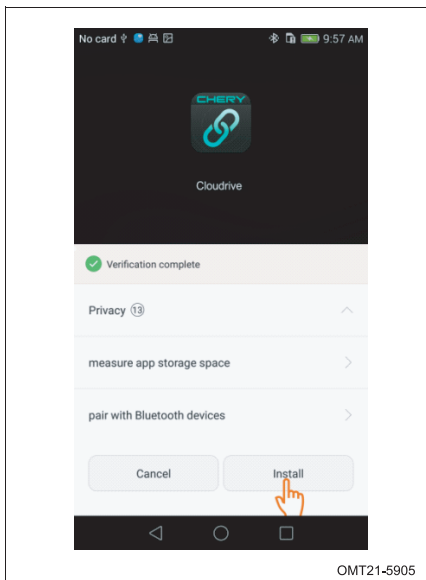 No card 9:57 AM
CHERY
Cloudrive
Verification complete
Privacy 13
measure app storage space
pair with Bluetooth devices
Cancel Install
OMT21-5905